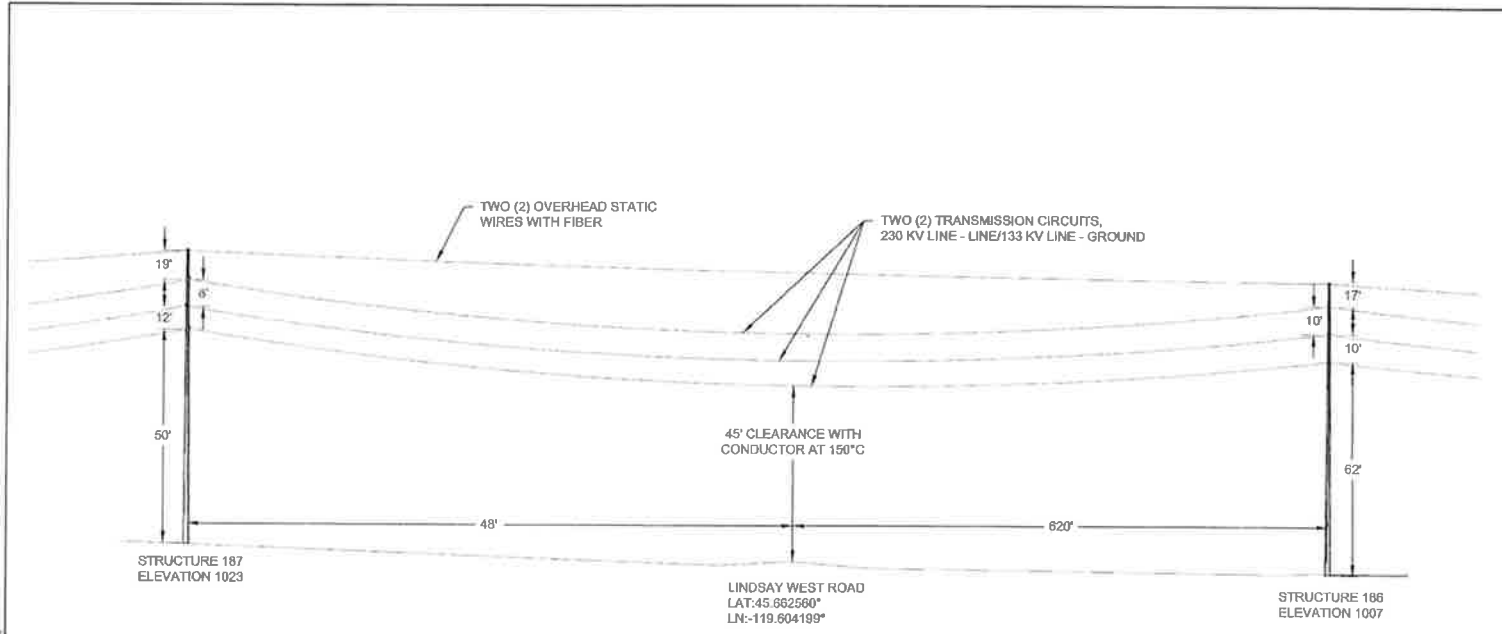 TWO (2) OVERHEAD STATIC
WIRES WITH FIBER
TWO (2) TRANSMISSION CIRCUITS,
230 KV LINE - LINE/133 KV LINE - GROUND
19'
6'
12'
50'
17'
10'
10'
62'
45' CLEARANCE WITH
CONDUCTOR AT 150°C
48'
620'
STRUCTURE 187
ELEVATION 1023
LINDSAY WEST ROAD
LAT:45.662560°
LN:-119.604199°
STRUCTURE 186
ELEVATION 1007